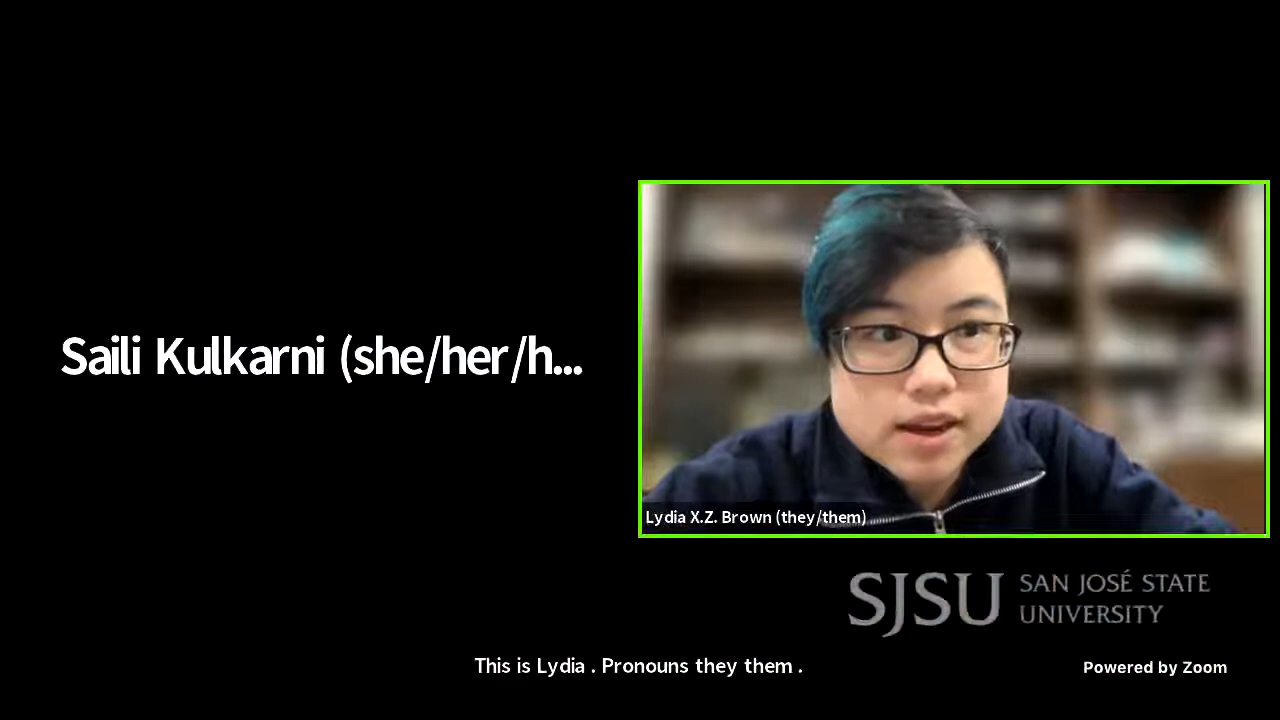 Saili Kulkarni (she/her/h...
Lydia X.Z. Brown (they/them)
SJSU SAN JOSÉ STATE
UNIVERSITY
This is Lydia . Pronouns they them .
Powered by Zoom